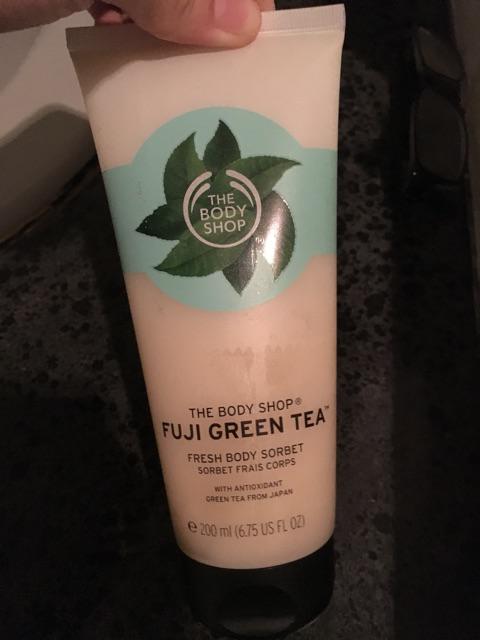 THE
BODY
SHOP
THE BODY SHOP®
FUJI GREEN TEA™
FRESH BODY SORBET
SORBET FRAIS CORPS
WITH ANTIOXIDANT
GREEN TEA FROM JAPAN
℮ 200 ml (6.75 US FL OZ)